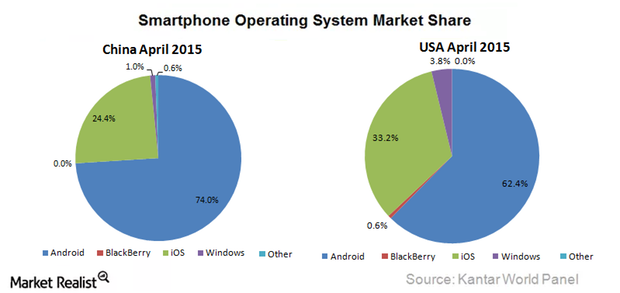 Smartphone Operating System Market Share
China April 2015
1.0%
0.6%
24.4%
0.0%
74.0%
Android BlackBerry iOS Windows Other
USA April 2015
3.8%
0.0%
33.2%
62.4%
0.6%
Android BlackBerry iOS Windows Other
Market Realist
Source: Kantar World Panel